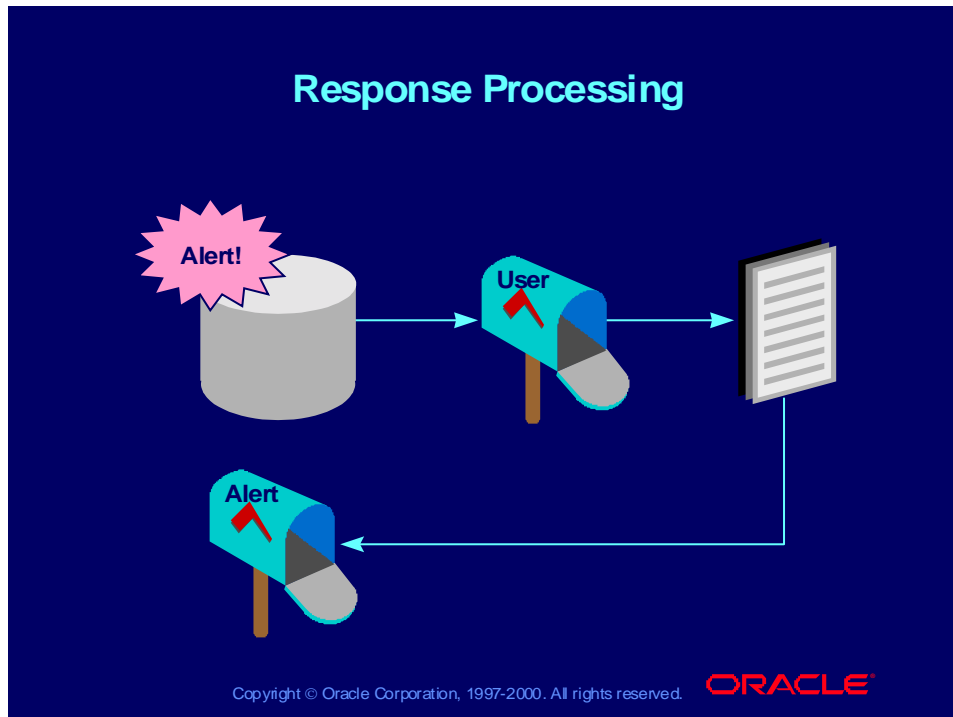 Response Processing
Alert!
User
Alert
Copyright © Oracle Corporation, 1997-2000. All rights reserved.
ORACLE®